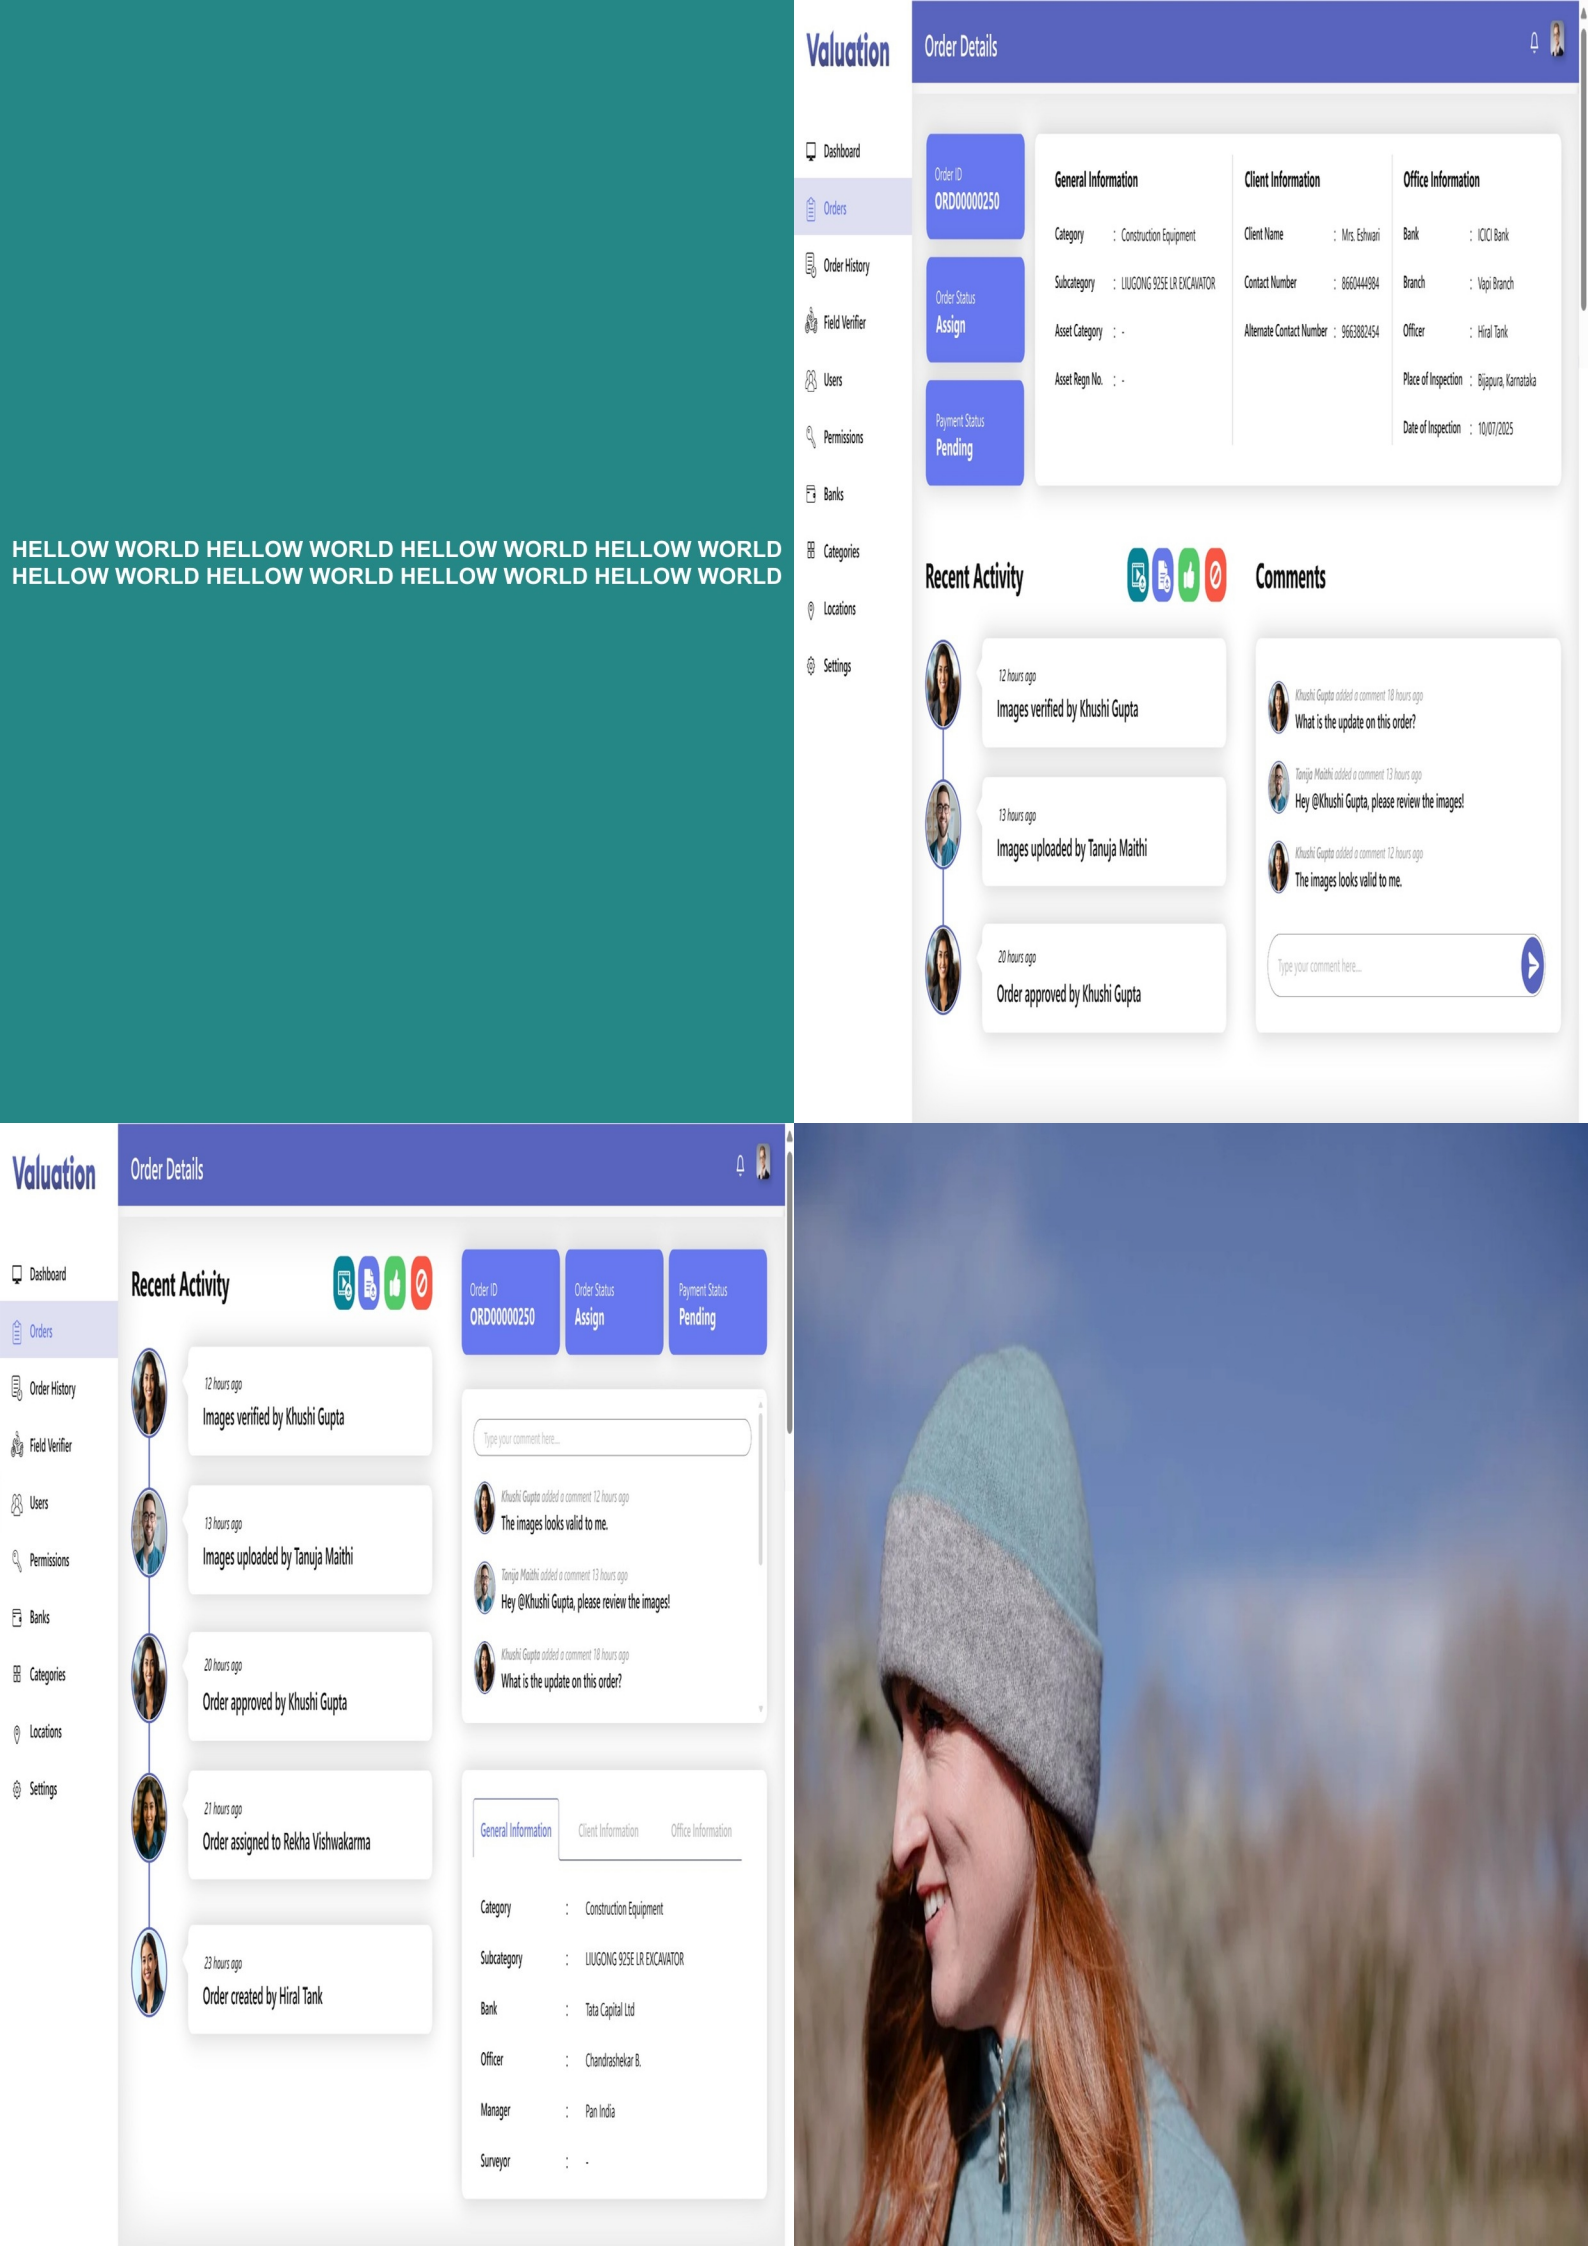 HELLOW WORLD HELLOW WORLD HELLOW WORLD HELLOW WORLD
HELLOW WORLD HELLOW WORLD HELLOW WORLD HELLOW WORLD
Valuation
Order Details
Dashboard
Orders
Order History
Field Verifier
Users
Permissions
Banks
Categories
Locations
Settings
Order ID
ORD00000250
Order Status
Assign
Payment Status
Pending
General Information
Category : Construction Equipment
Subcategory : LIUGONG 925E LR EXCAVATOR
Asset Category : -
Asset Regn No. : -
Client Information
Client Name : Mrs. Eshwari
Contact Number : 8660444984
Alternate Contact Number : 9663882454
Office Information
Bank : ICICI Bank
Branch : Vapi Branch
Officer : Hiral Tank
Place of Inspection : Bijapura, Karnataka
Date of Inspection : 10/07/2025
Recent Activity
12 hours ago
Images verified by Khushi Gupta
13 hours ago
Images uploaded by Tanuja Maithi
20 hours ago
Order approved by Khushi Gupta
Comments
Khushi Gupta added a comment 18 hours ago
What is the update on this order?
Tanija Maithi added a comment 13 hours ago
Hey @Khushi Gupta, please review the images!
Khushi Gupta added a comment 12 hours ago
The images looks valid to me.
Type your comment here...
Valuation
Order Details
Dashboard
Orders
Order History
Field Verifier
Users
Permissions
Banks
Categories
Locations
Settings
Recent Activity
12 hours ago
Images verified by Khushi Gupta
13 hours ago
Images uploaded by Tanuja Maithi
20 hours ago
Order approved by Khushi Gupta
21 hours ago
Order assigned to Rekha Vishwakarma
23 hours ago
Order created by Hiral Tank
Order ID
ORD00000250
Order Status
Assign
Payment Status
Pending
Type your comment here...
Khushi Gupta added a comment 12 hours ago
The images looks valid to me.
Tanija Maithi added a comment 13 hours ago
Hey @Khushi Gupta, please review the images!
Khushi Gupta added a comment 18 hours ago
What is the update on this order?
General Information Client Information Office Information
Category : Construction Equipment
Subcategory : LIUGONG 925E LR EXCAVATOR
Bank : Tata Capital Ltd
Officer : Chandrashekar B.
Manager : Pan India
Surveyor : -